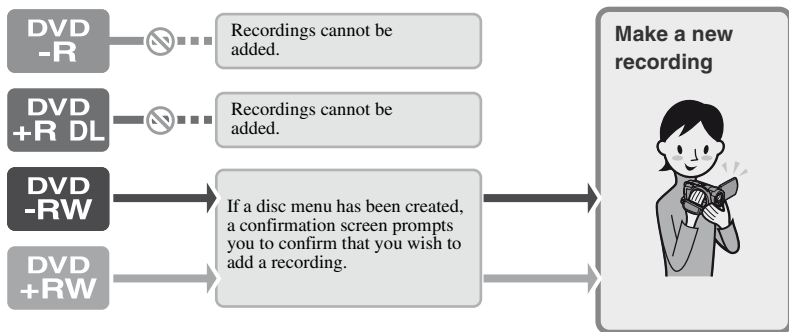 DVD
-R
Recordings cannot be
added.
DVD
+R DL
Recordings cannot be
added.
DVD
-RW
DVD
+RW
If a disc menu has been created,
a confirmation screen prompts
you to confirm that you wish to
add a recording.
Make a new
recording